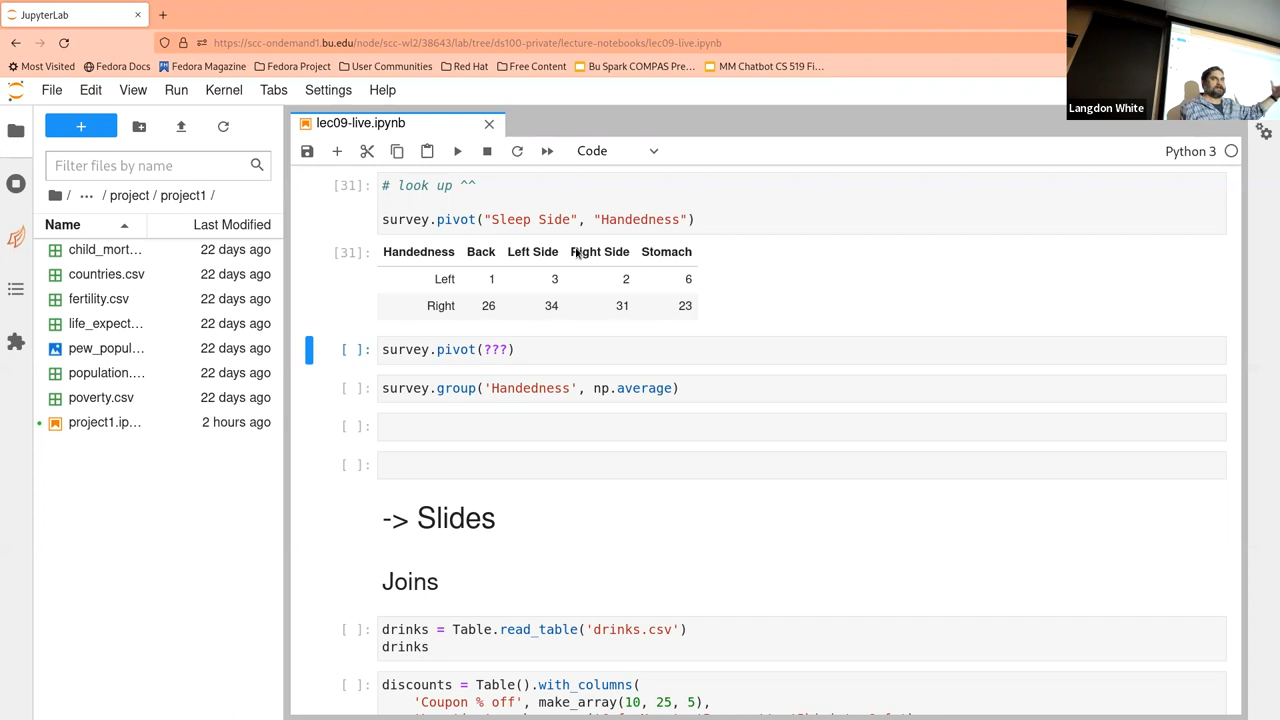 JupyterLab
https://scc-ondemand1.bu.edu/node/scc-wl2/38643/lab/tree/ds100-private/lecture-notebooks/lec09-live.ipynb
Most Visited Fedora Docs Fedora Magazine Fedora Project User Communities Red Hat Free Content Bu Spark COMPAS Pre… MM Chatbot CS 519 Fi…
Langdon White
File Edit View Run Kernel Tabs Settings Help
lec09-live.ipynb
Code
Python 3
Filter files by name
/ … / project / project1 /
Name Last Modified
child_mort… 22 days ago
countries.csv 22 days ago
fertility.csv 22 days ago
life_expect… 22 days ago
pew_popul… 22 days ago
population.… 22 days ago
poverty.csv 22 days ago
project1.ip… 2 hours ago
[31]: # look up ^^
survey.pivot("Sleep Side", "Handedness")
[31]: Handedness Back Left Side Right Side Stomach
Left 1 3 2 6
Right 26 34 31 23
[ ]: survey.pivot(???)
[ ]: survey.group('Handedness', np.average)
[ ]:
[ ]:
-> Slides
Joins
[ ]: drinks = Table.read_table('drinks.csv')
drinks
[ ]: discounts = Table().with_columns(
'Coupon % off', make_array(10, 25, 5),